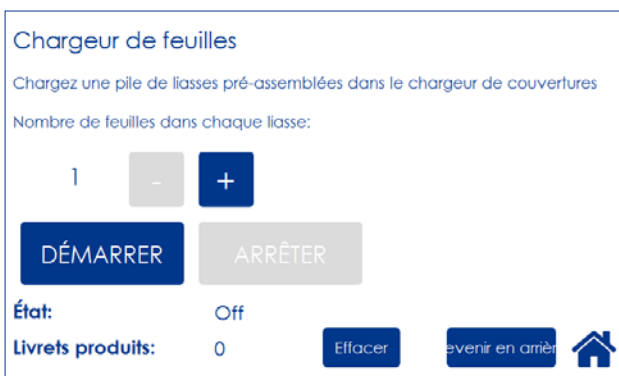 Chargeur de feuilles
Chargez une pile de liasses pré-assemblées dans le chargeur de couvertures
Nombre de feuilles dans chaque liasse:
1 - +
DÉMARRER ARRÊTER
État: Off
Livrets produits: 0 Effacer evenir en arrièr